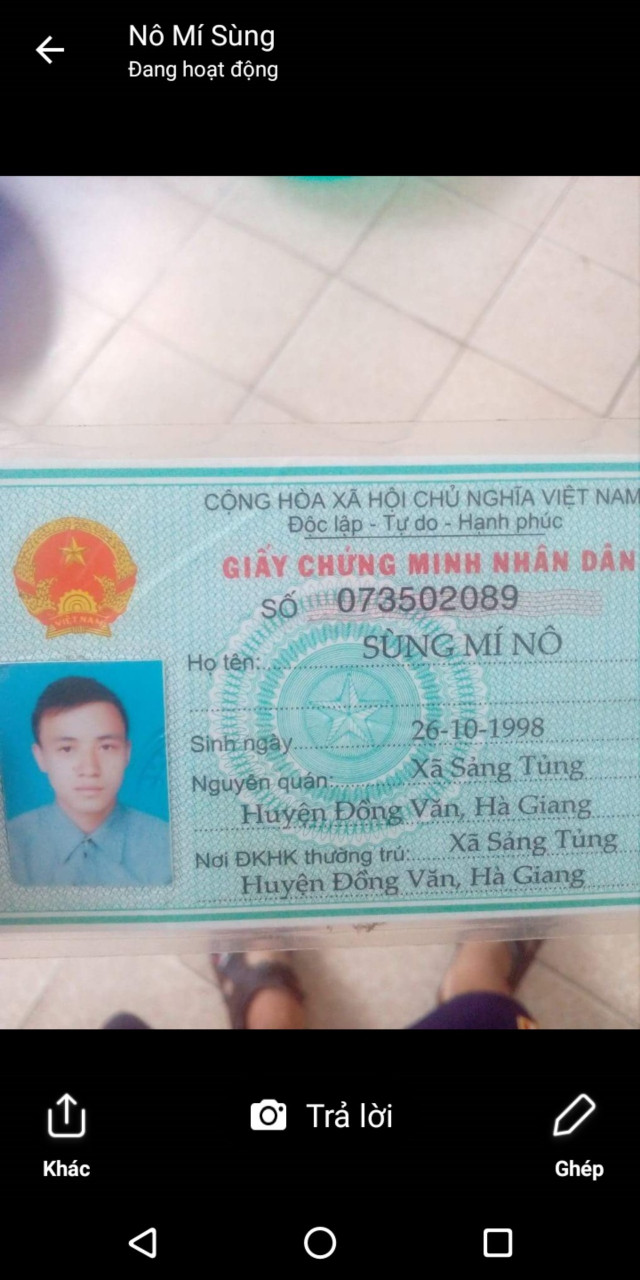 Nô Mí Sùng
Đang hoạt động
CỘNG HÒA XÃ HỘI CHỦ NGHĨA VIỆT NAM
Độc lập - Tự do - Hạnh phúc
GIẤY CHỨNG MINH NHÂN DÂN
SỐ 073502089
VIỆT NAM
Họ tên: SÙNG MÍ NÔ
Sinh ngày 26-10-1998
Nguyên quán: Xã Sảng Tủng
Huyện Đồng Văn, Hà Giang
Nơi ĐKHK thường trú: Xã Sảng Tủng
Huyện Đồng Văn, Hà Giang
Trả lời
Khác
Ghép